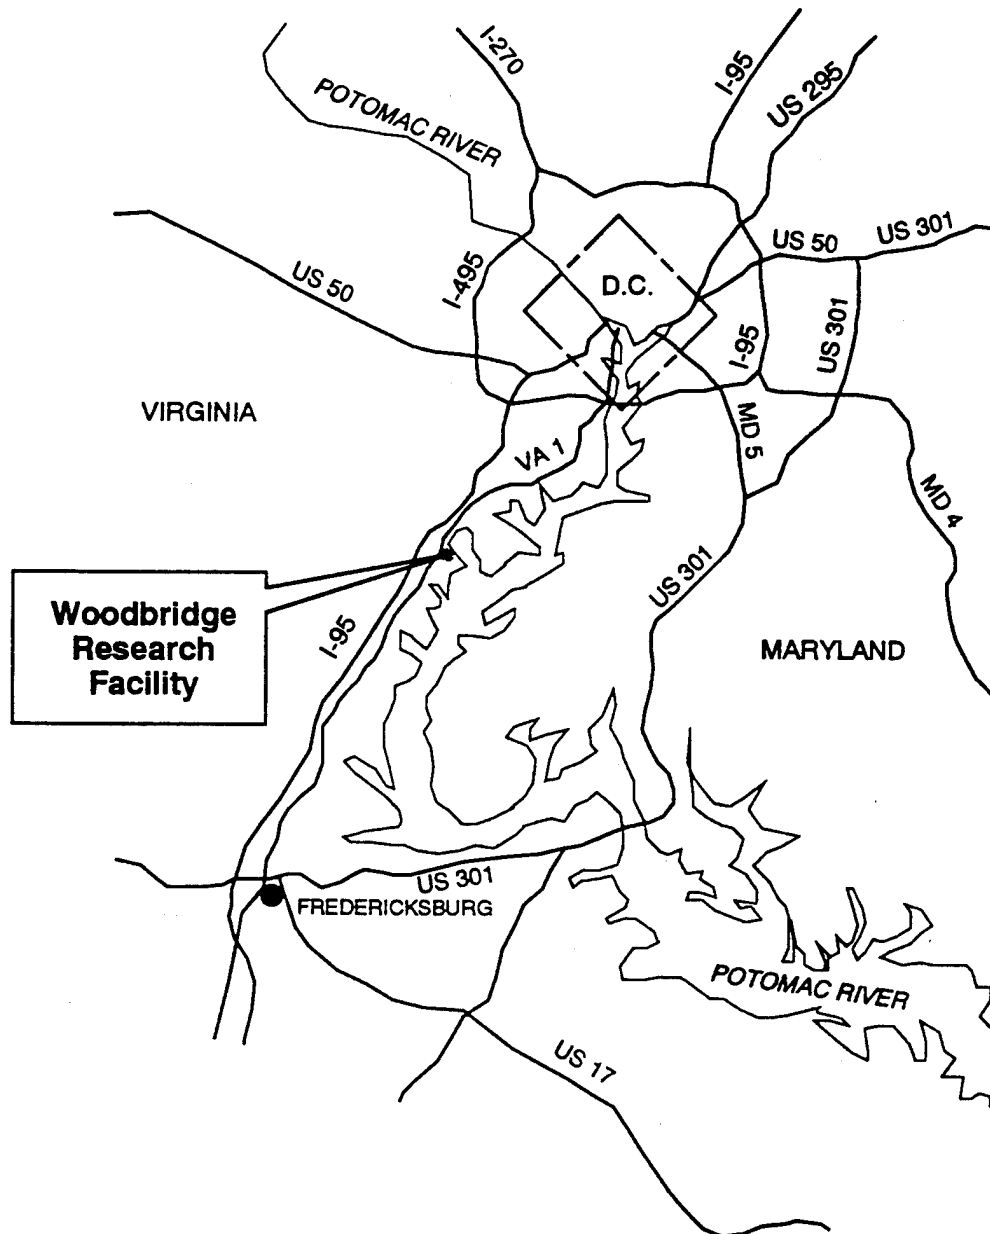 I-270
I-95
US 295
POTOMAC RIVER
US 50
US 301
US 50
I-495
D.C.
I-95
US 301
VIRGINIA
MD 5
VA 1
MD 4
US 301
Woodbridge
Research
Facility
I-95
MARYLAND
US 301
FREDERICKSBURG
POTOMAC RIVER
US 17